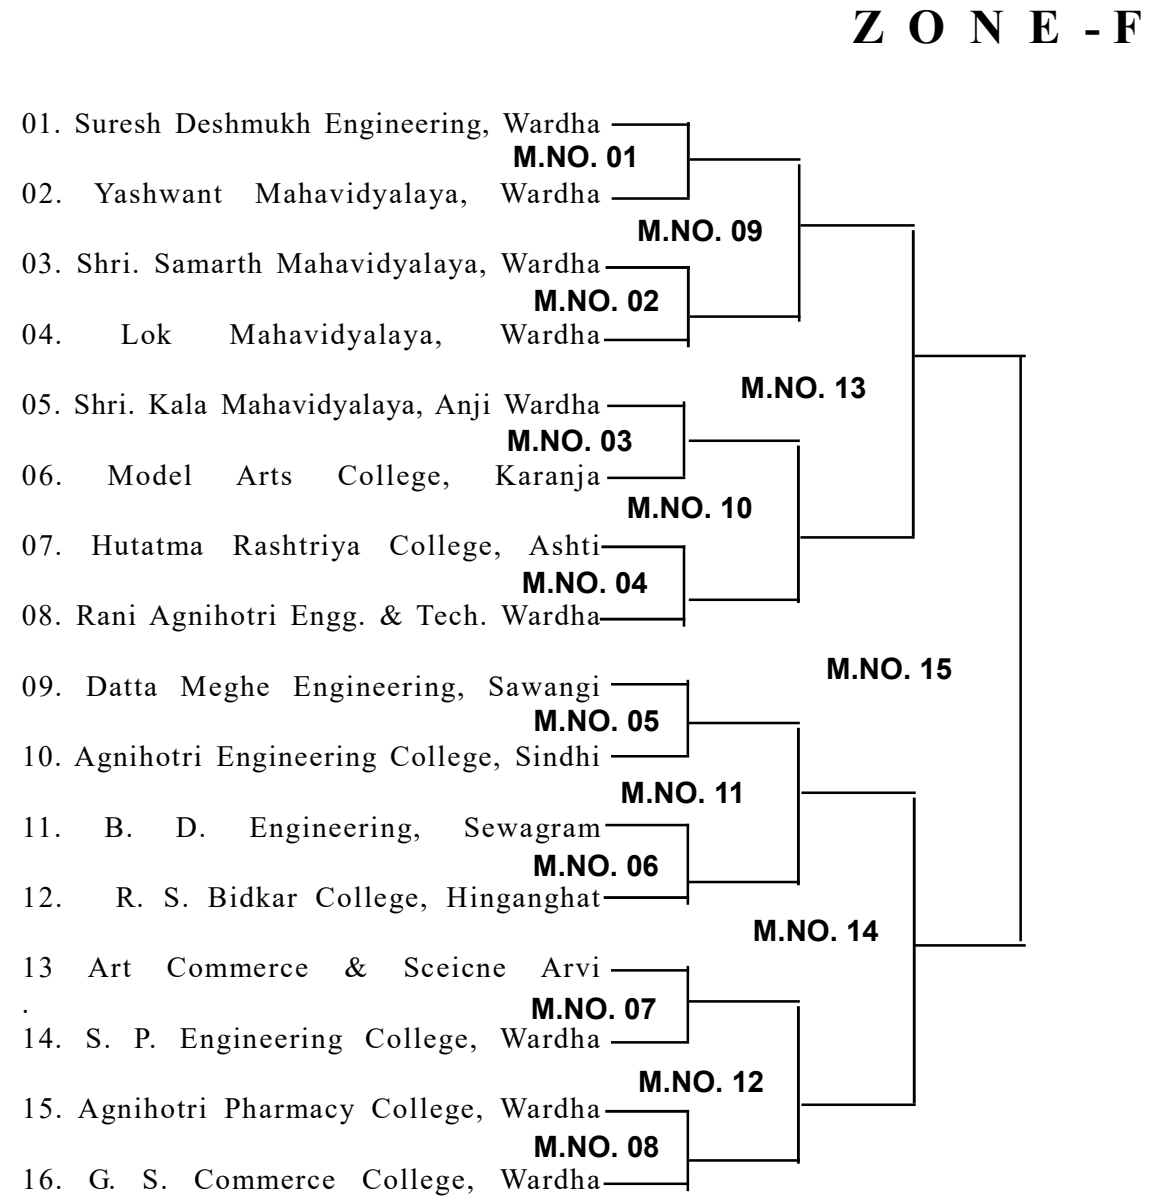 ZONE-F
01. Suresh Deshmukh Engineering, Wardha
M.NO. 01
02. Yashwant Mahavidyalaya, Wardha
M.NO. 09
03. Shri. Samarth Mahavidyalaya, Wardha
M.NO. 02
04. Lok Mahavidyalaya, Wardha
M.NO. 13
05. Shri. Kala Mahavidyalaya, Anji Wardha
M.NO. 03
06. Model Arts College, Karanja
M.NO. 10
07. Hutatma Rashtriya College, Ashti
M.NO. 04
08. Rani Agnihotri Engg. & Tech. Wardha
M.NO. 15
09. Datta Meghe Engineering, Sawangi
M.NO. 05
10. Agnihotri Engineering College, Sindhi
M.NO. 11
11. B. D. Engineering, Sewagram
M.NO. 06
12. R. S. Bidkar College, Hinganghat
M.NO. 14
13 Art Commerce & Sceicne Arvi
. M.NO. 07
14. S. P. Engineering College, Wardha
M.NO. 12
15. Agnihotri Pharmacy College, Wardha
M.NO. 08
16. G. S. Commerce College, Wardha